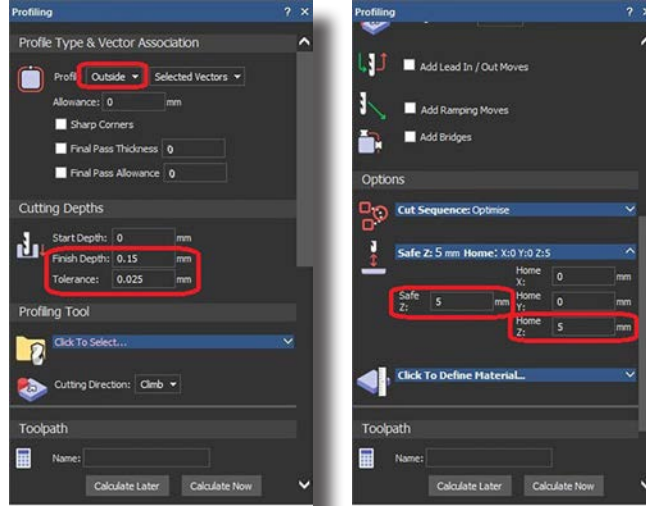 Profiling ? ×
Profile Type & Vector Association
Profile: Outside Selected Vectors
Allowance: 0 mm
Sharp Corners
Final Pass Thickness 0
Final Pass Allowance 0
Cutting Depths
Start Depth: 0 mm
Finish Depth: 0.15 mm
Tolerance: 0.025 mm
Profiling Tool
Click To Select...
Cutting Direction: Climb
Toolpath
Name:
Calculate Later Calculate Now
Profiling ?
Add Lead In / Out Moves
Add Ramping Moves
Add Bridges
Options
Cut Sequence: Optimise
Safe Z: 5 mm Home: X:0 Y:0 Z:5
Home X: 0 mm
Safe Z: 5 mm Home Y: 0 mm
Home Z: 5 mm
Click To Define Material...
Toolpath
Name:
Calculate Later Calculate Now